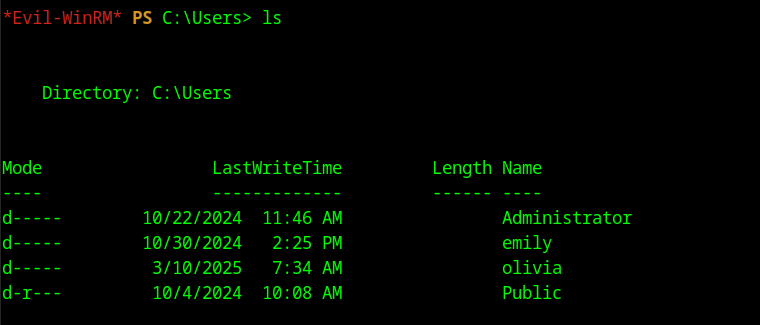 *Evil-WinRM* PS C:\Users> ls
Directory: C:\Users
Mode                 LastWriteTime         Length Name
----                 -------------         ------ ----
d-----        10/22/2024  11:46 AM                Administrator
d-----        10/30/2024   2:25 PM                emily
d-----         3/10/2025   7:34 AM                olivia
d-r---         10/4/2024  10:08 AM                Public